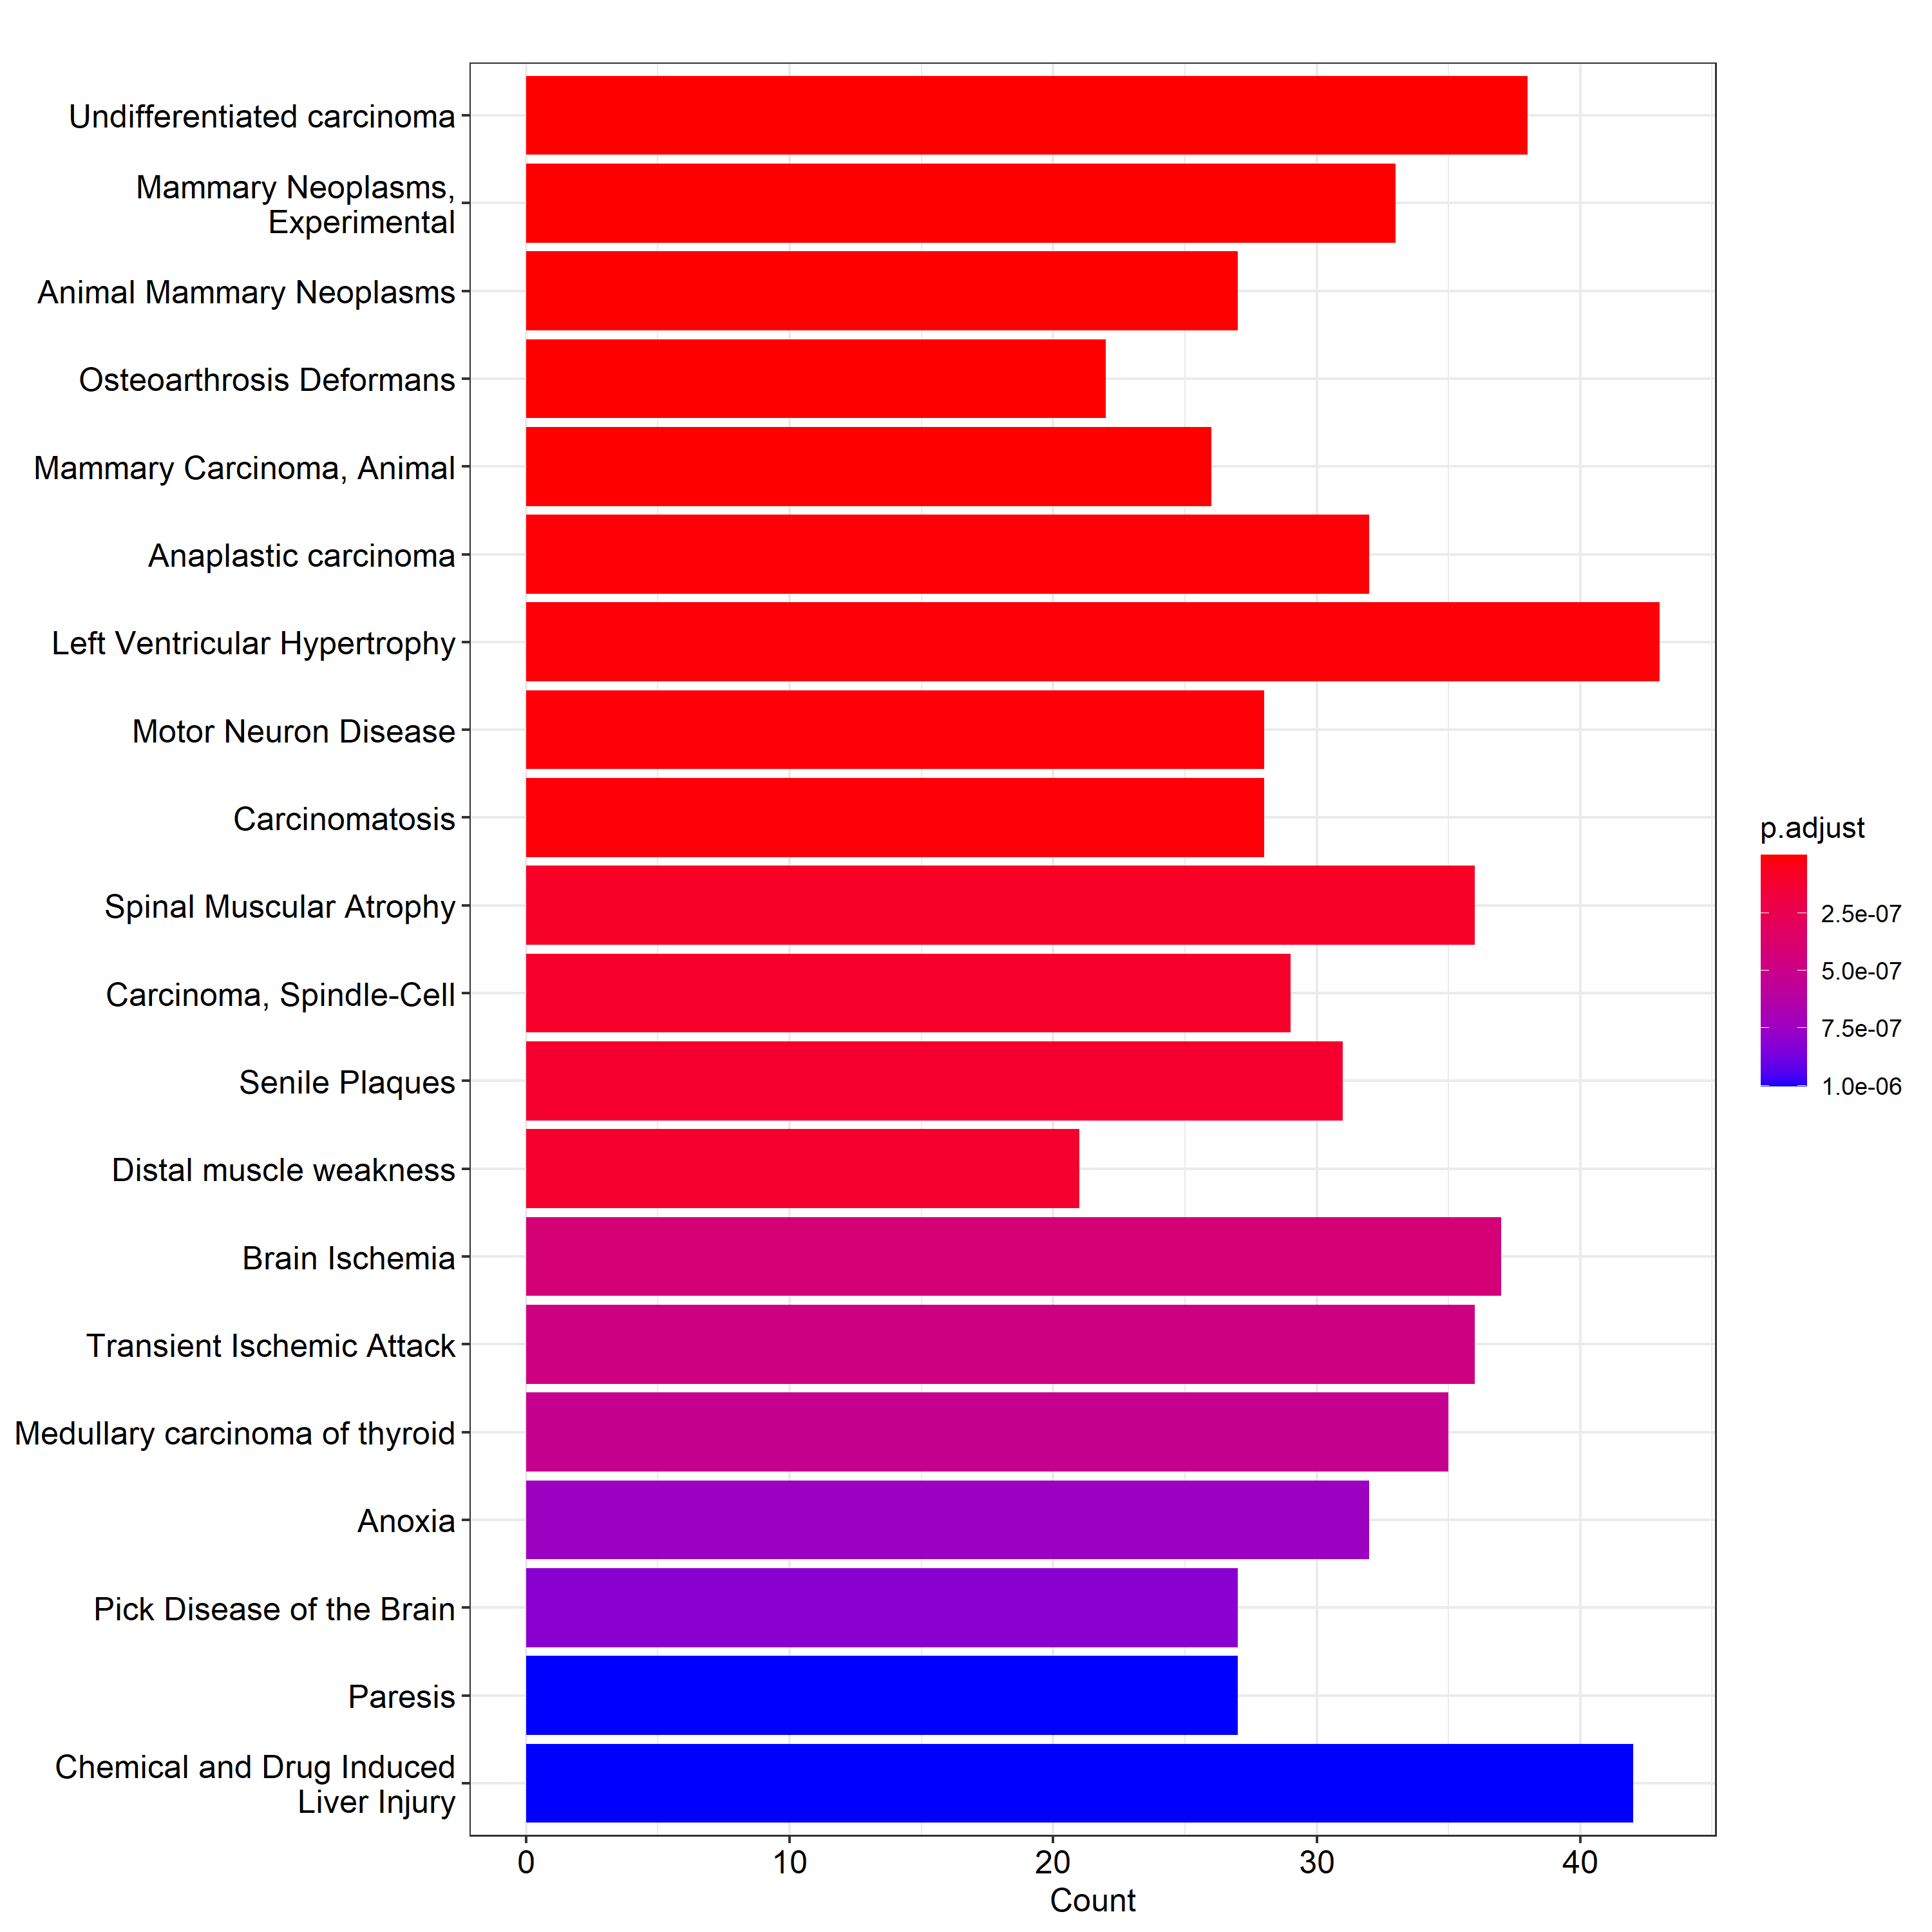 Undifferentiated carcinoma
Mammary Neoplasms,
Experimental
Animal Mammary Neoplasms
Osteoarthrosis Deformans
Mammary Carcinoma, Animal
Anaplastic carcinoma
Left Ventricular Hypertrophy
Motor Neuron Disease
Carcinomatosis
Spinal Muscular Atrophy
Carcinoma, Spindle-Cell
Senile Plaques
Distal muscle weakness
Brain Ischemia
Transient Ischemic Attack
Medullary carcinoma of thyroid
Anoxia
Pick Disease of the Brain
Paresis
Chemical and Drug Induced
Liver Injury
0 10 20 30 40
Count
p.adjust
2.5e-07
5.0e-07
7.5e-07
1.0e-06